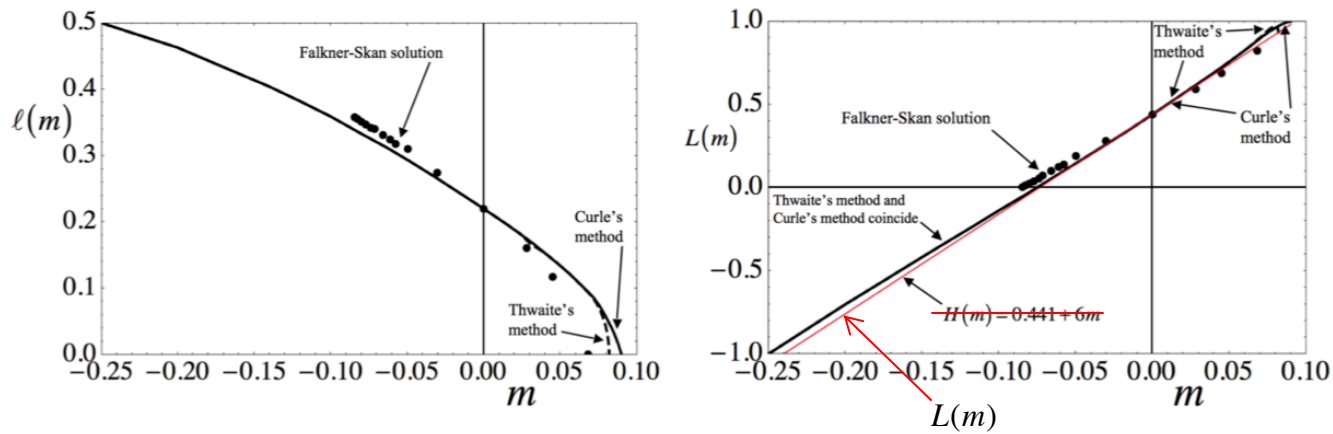 0.5
0.4
ℓ(m)
0.3
0.2
0.1
0.0
Falkner-Skan solution
Curle's
method
Thwaite's
method
−0.25 −0.20 −0.15 −0.10 −0.05 0.00 0.05 0.10
m
1.0
0.5
L(m)
0.0
−0.5
−1.0
Thwaite's
method
Falkner-Skan solution
Curle's
method
Thwaite's method and
Curle's method coincide
H(m) = 0.441 + 6m
−0.25 −0.20 −0.15 −0.10 −0.05 0.00 0.05 0.10
m
L(m)